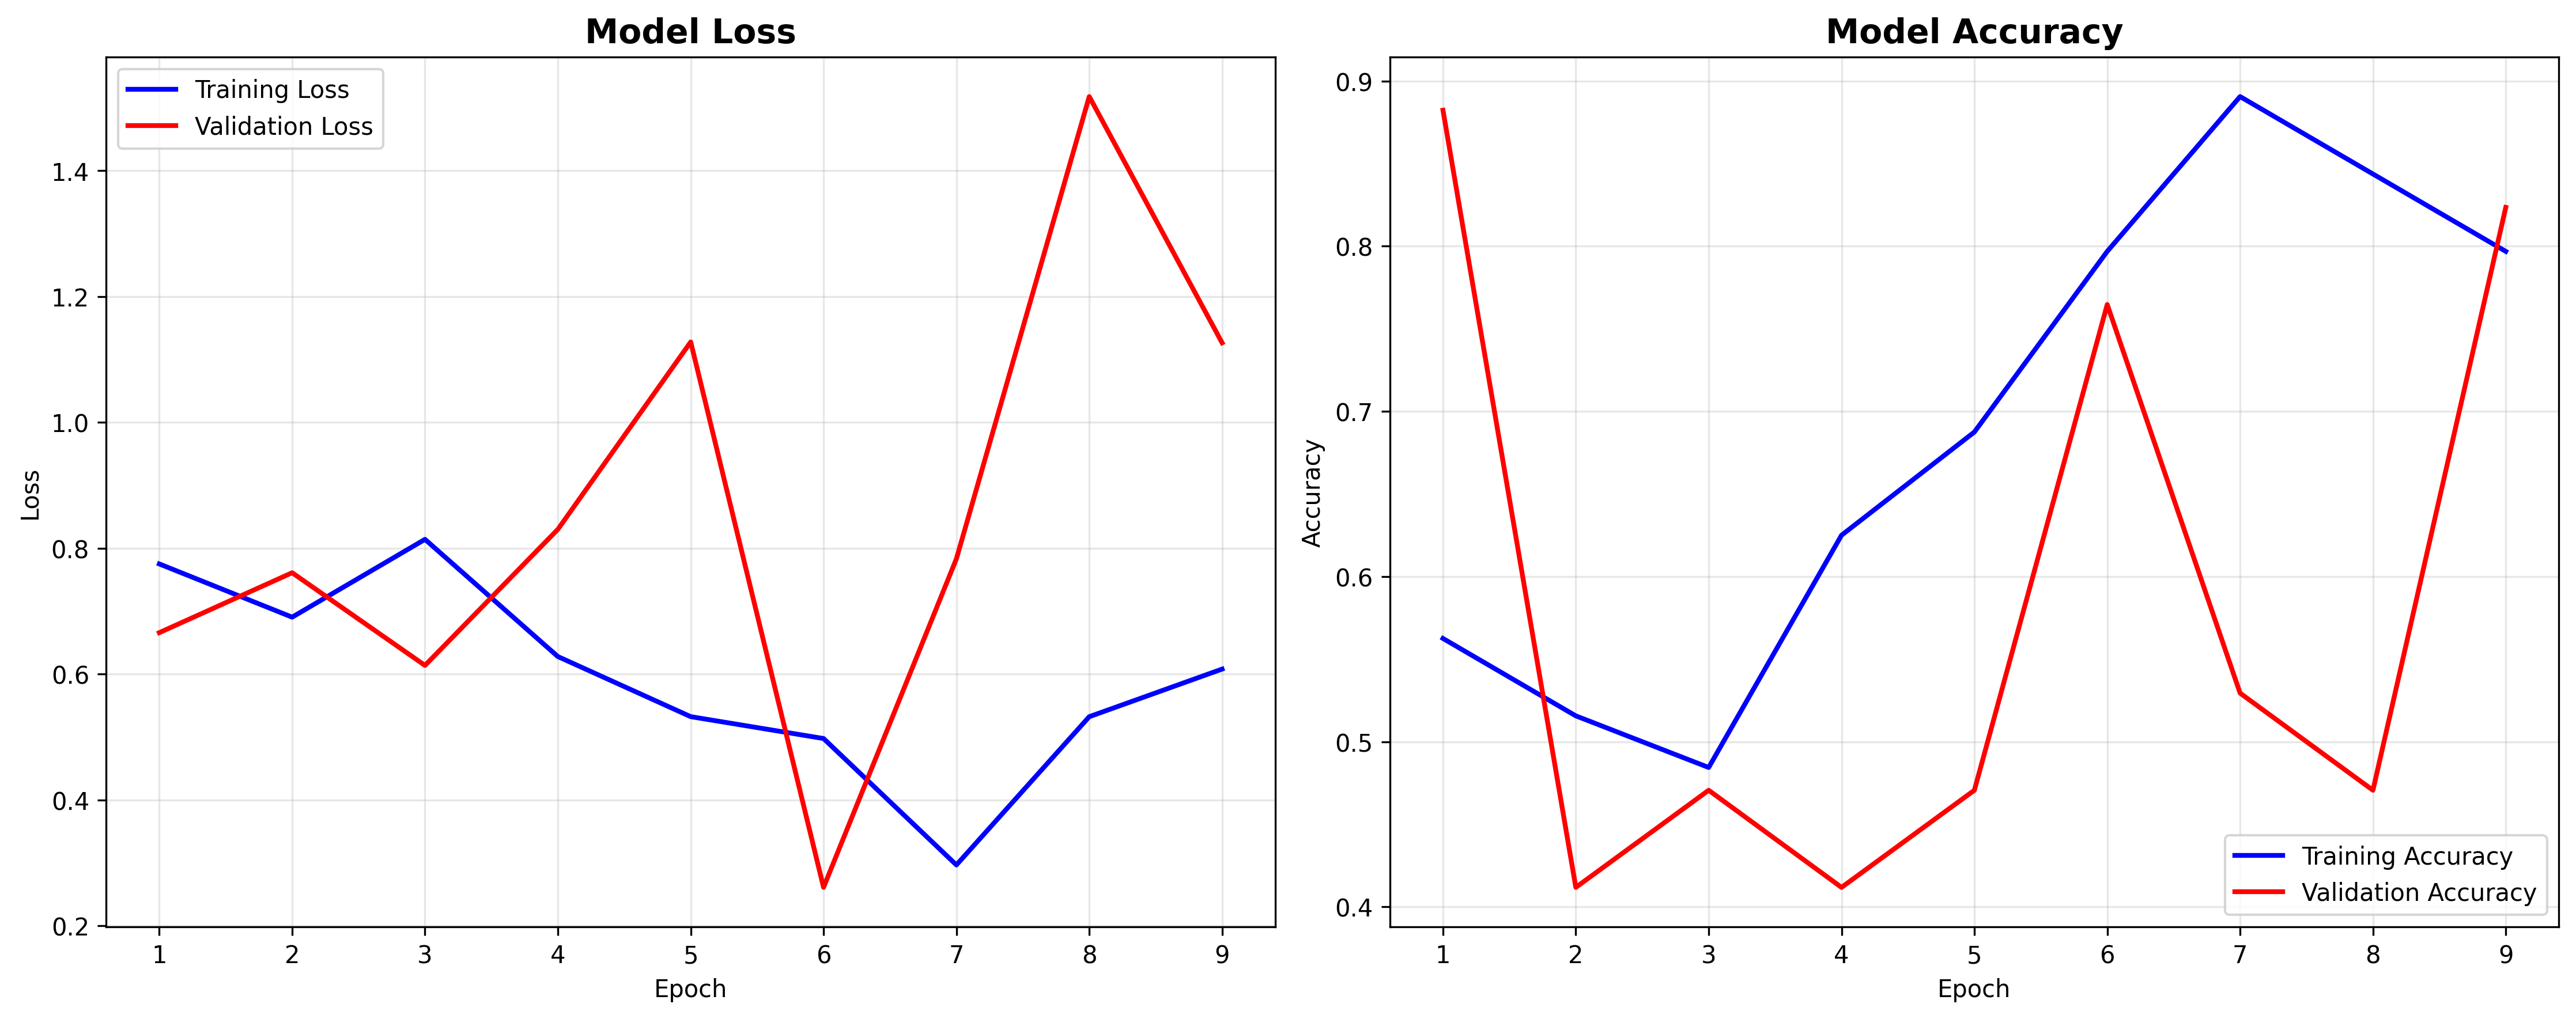 Model Loss
Training Loss
Validation Loss
1.4
1.2
1.0
0.8
0.6
0.4
0.2
Loss
1 2 3 4 5 6 7 8 9
Epoch
Model Accuracy
0.9
0.8
0.7
0.6
0.5
0.4
Accuracy
Training Accuracy
Validation Accuracy
1 2 3 4 5 6 7 8 9
Epoch